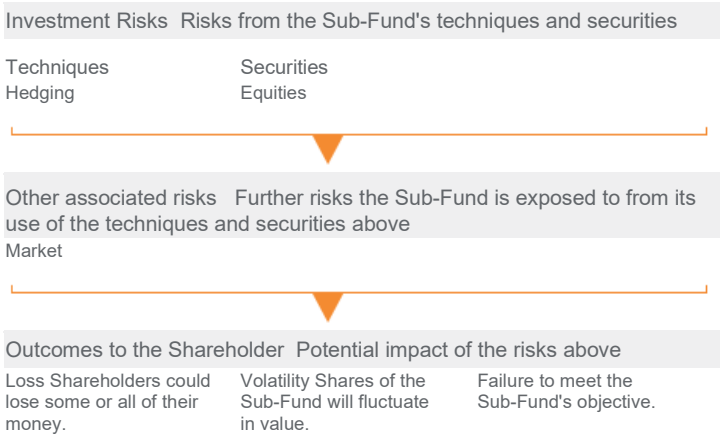 Investment Risks Risks from the Sub-Fund's techniques and securities
Techniques Securities
Hedging Equities
Other associated risks Further risks the Sub-Fund is exposed to from its
use of the techniques and securities above
Market
Outcomes to the Shareholder Potential impact of the risks above
Loss Shareholders could
lose some or all of their
money.
Volatility Shares of the
Sub-Fund will fluctuate
in value.
Failure to meet the
Sub-Fund's objective.